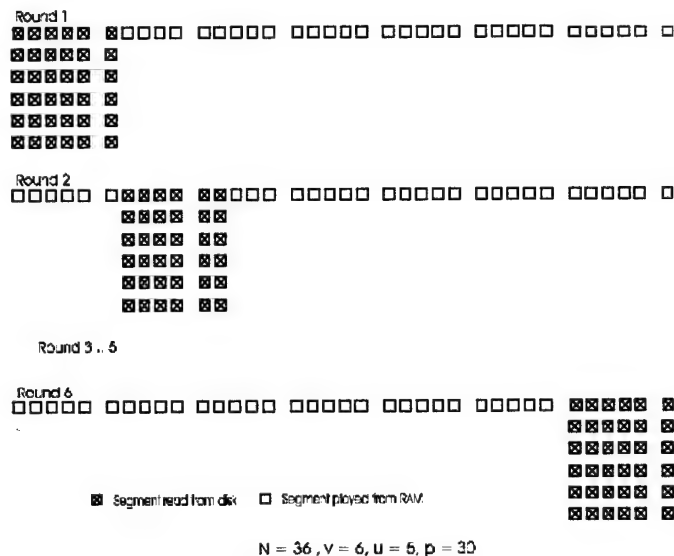 Round 1
Round 2
Round 3 .. 5
Round 6
Segment read from disk Segment played from RAM
N = 36, v = 6, u = 5, p = 30